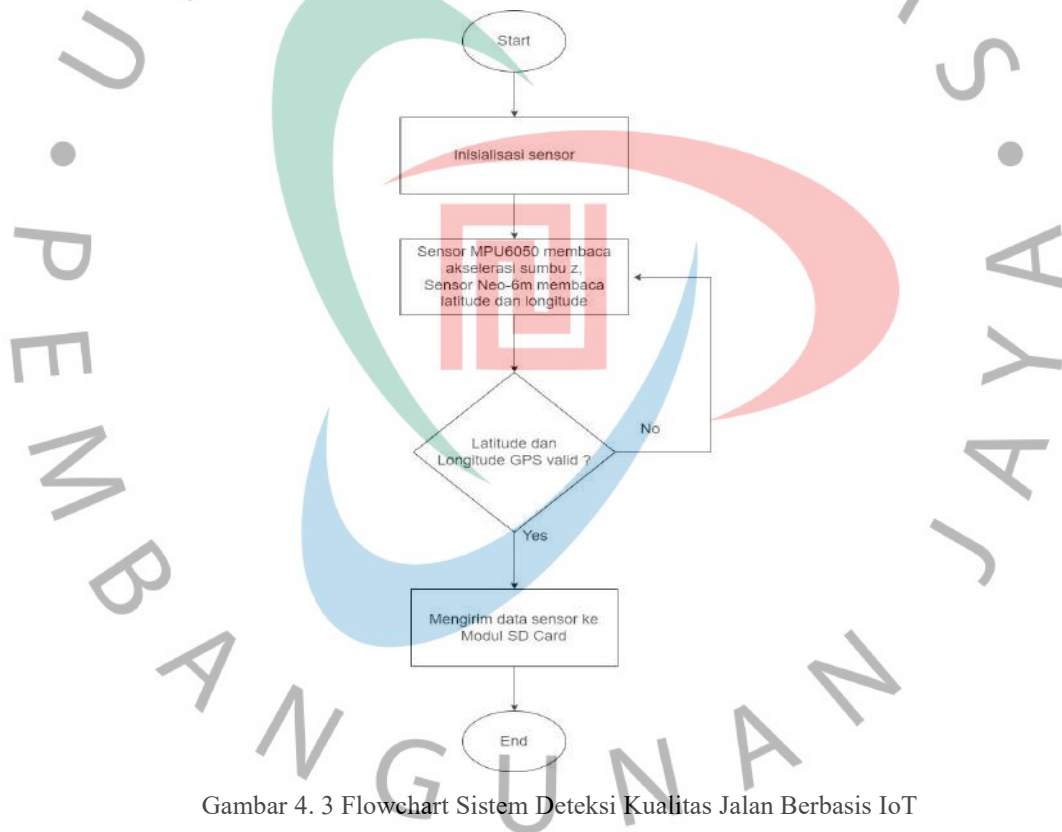 Start
Inisialisasi sensor
Sensor MPU6050 membaca
akselerasi sumbu z,
Sensor Neo-6m membaca
latitude dan longitude
Latitude dan
Longitude GPS valid ?
No
Yes
Mengirim data sensor ke
Modul SD Card
End
Gambar 4. 3 Flowchart Sistem Deteksi Kualitas Jalan Berbasis IoT
U • PEMBANGUNAN JAYA • S